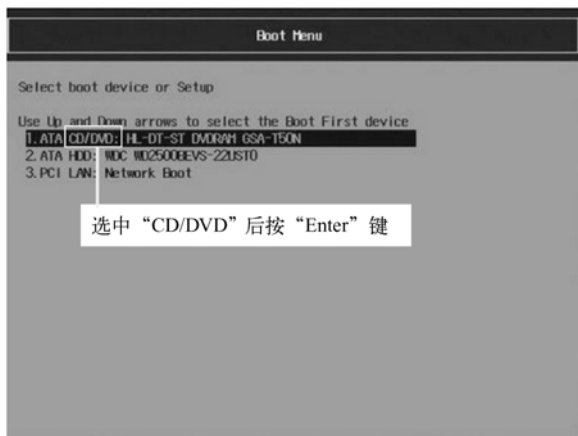 Boot Menu
Select boot device or Setup
Use Up and Down arrows to select the Boot First device
1. ATA CD/DVD: HL-DT-ST DVDRAM GSA-T50N
2. ATA HDD: WDC WD2500BEVS-22UST0
3. PCI LAN: Network Boot
选中“CD/DVD”后按“Enter”键